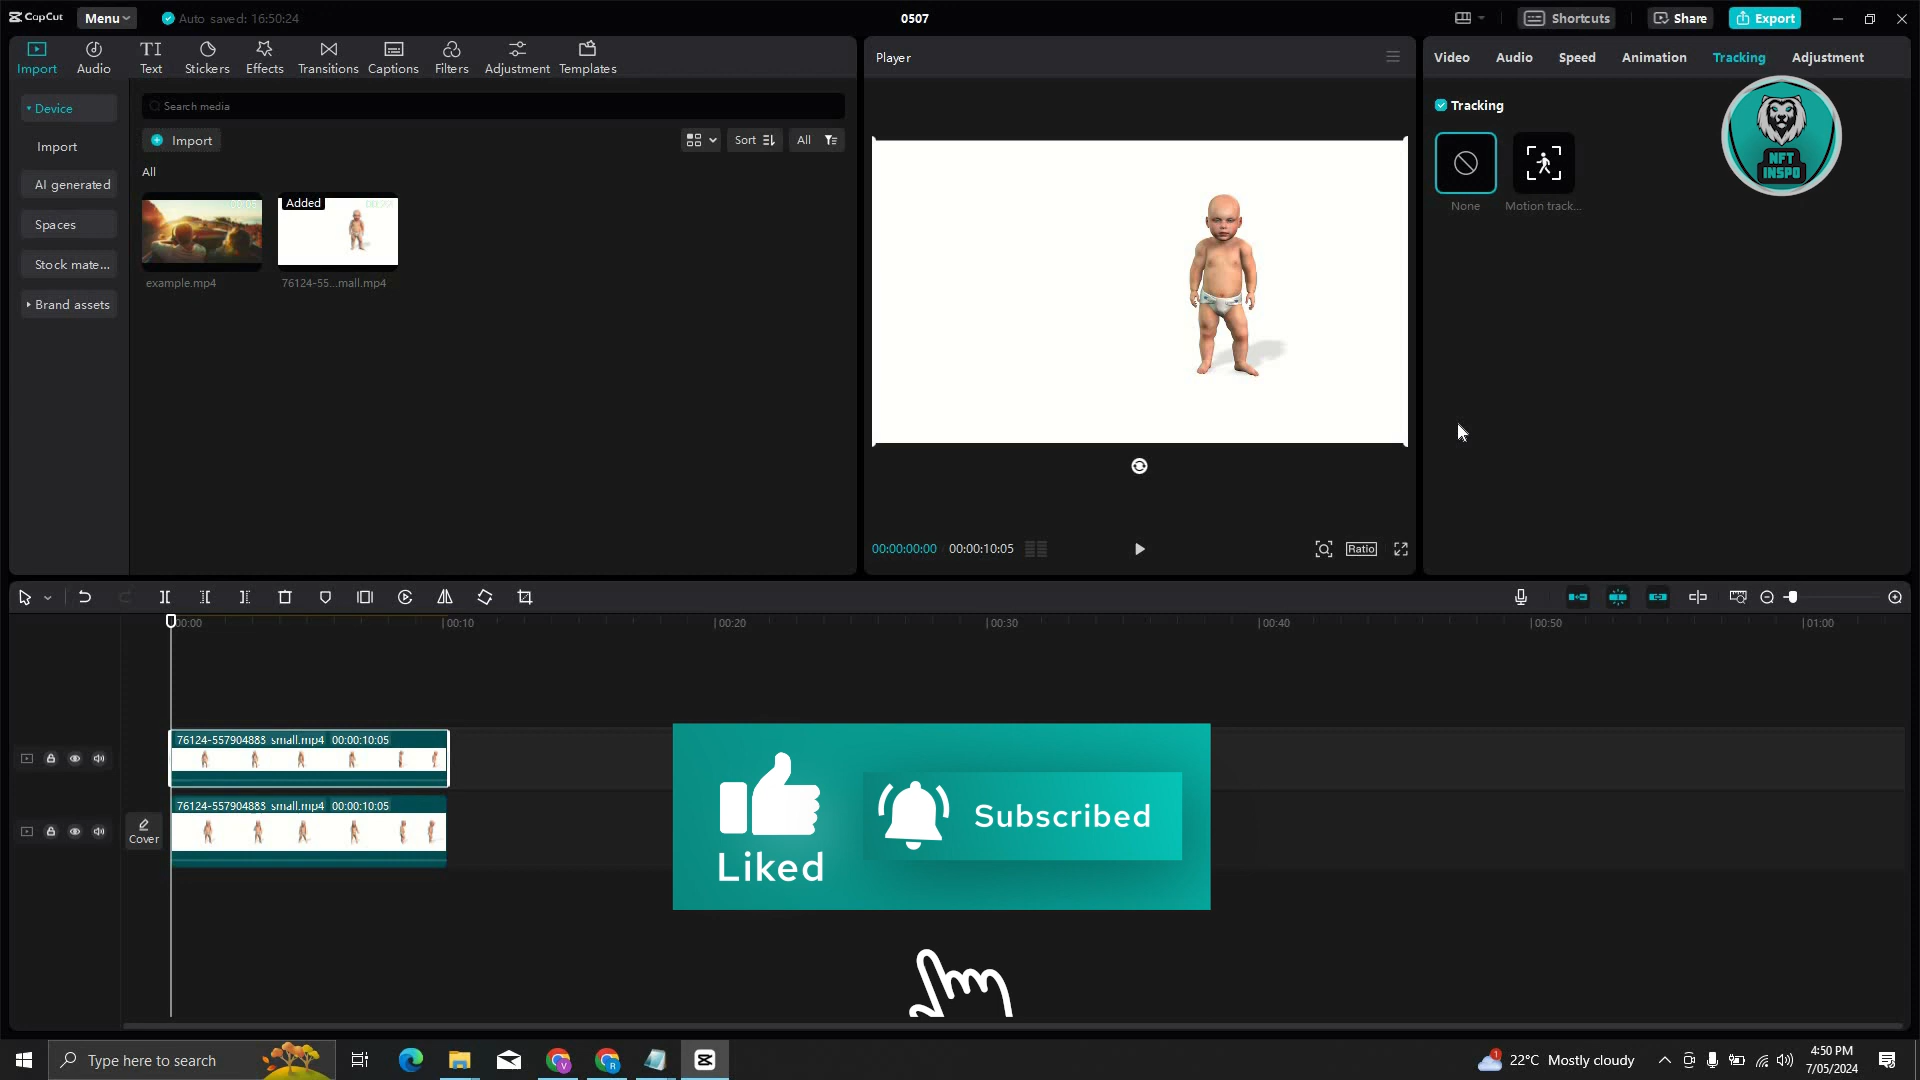 CapCut
Menu
Auto saved: 16:50:24
0507
Shortcuts
Share
Export
Import
Audio
Text
Stickers
Effects
Transitions
Captions
Filters
Adjustment
Templates
Player
Video
Audio
Speed
Animation
Tracking
Adjustment
Device
Import
AI generated
Spaces
Stock mate...
Brand assets
Search media
Import
Sort
All
All
Added
example.mp4
76124-55...mall.mp4
Tracking
None
Motion track...
NFT
INSPO
00:00:00:00
00:00:10:05
Ratio
00:00
00:10
00:20
00:30
00:40
00:50
01:00
76124-557904883_small.mp4 00:00:10:05
76124-557904883_small.mp4 00:00:10:05
Cover
Liked
Subscribed
Type here to search
1
22°C Mostly cloudy
4:50 PM
7/05/2024